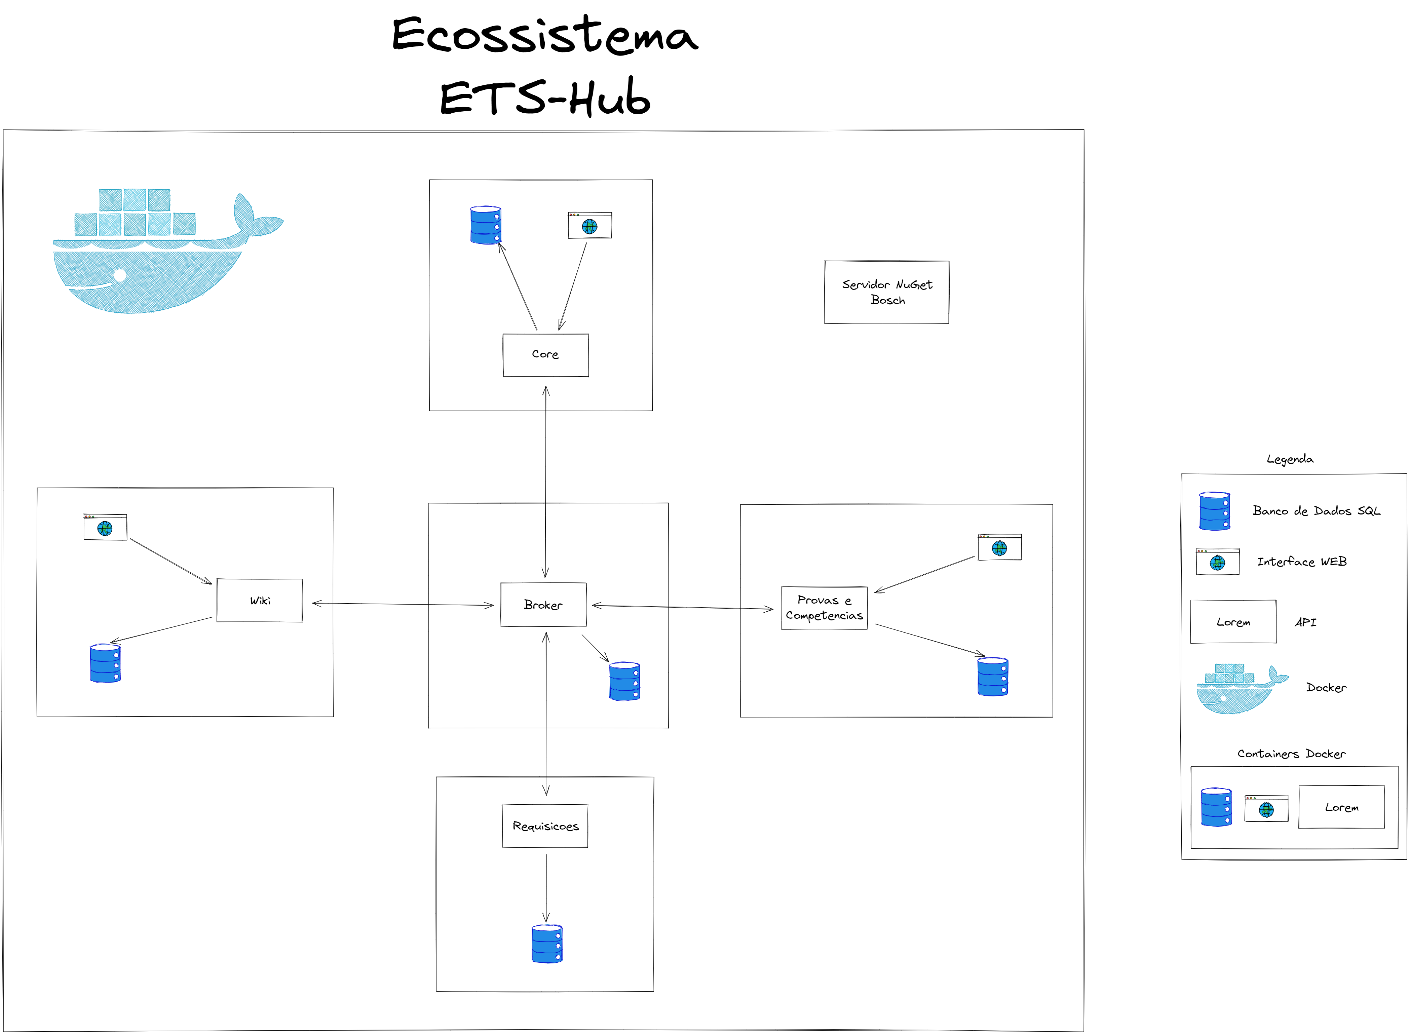 Ecossistema
ETS-Hub
Servidor NuGet
Bosch
Core
Wiki
Broker
Provas e
Competencias
Requisicoes
Legenda
Banco de Dados SQL
Interface WEB
Lorem
API
Docker
Containers Docker
Lorem